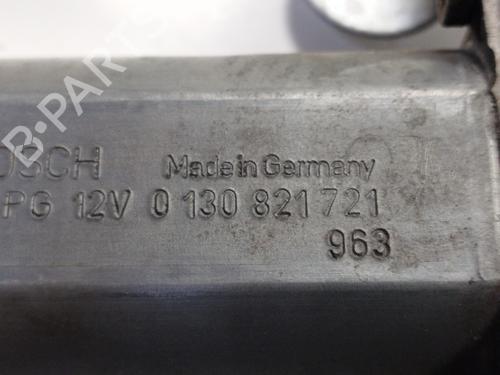 OSCH Made in Germany
PG 12V 0 130 821 721
963
B-PARTS